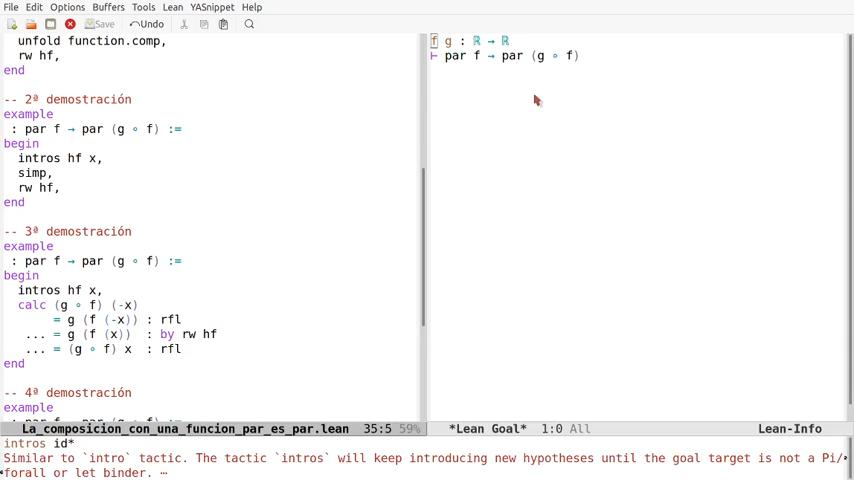 File Edit Options Buffers Tools Lean YASnippet Help
Save Undo
unfold function.comp,
rw hf,
end
-- 2ª demostración
example
: par f → par (g ∘ f) :=
begin
intros hf x,
simp,
rw hf,
end
-- 3ª demostración
example
: par f → par (g ∘ f) :=
begin
intros hf x,
calc (g ∘ f) (-x)
= g (f (-x)) : rfl
... = g (f (x)) : by rw hf
... = (g ∘ f) x : rfl
end
-- 4ª demostración
example
: par f → par (g ∘ f) :=
La_composicion_con_una_funcion_par_es_par.lean 35:5 59%
f g : ℝ → ℝ
⊢ par f → par (g ∘ f)
*Lean Goal* 1:0 All Lean-Info
intros id*
Similar to `intro` tactic. The tactic `intros` will keep introducing new hypotheses until the goal target is not a Pi/
forall or let binder. ⋯